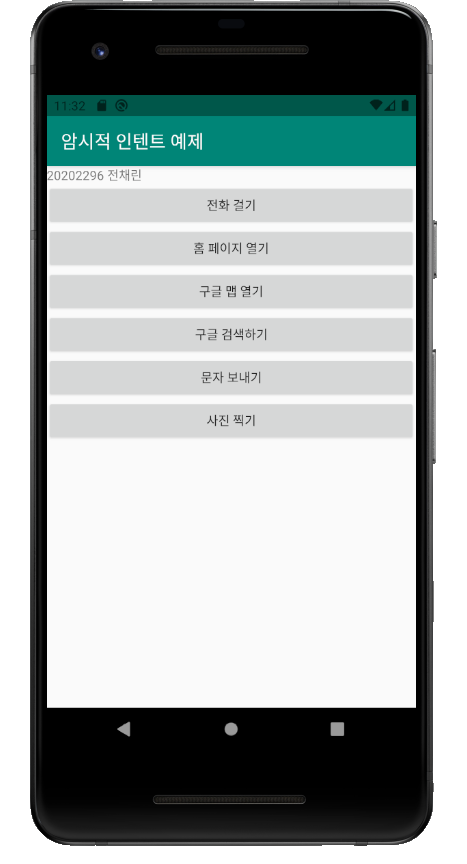 11:32
암시적 인텐트 예제
20202296 전채린
전화 걸기
홈 페이지 열기
구글 맵 열기
구글 검색하기
문자 보내기
사진 찍기